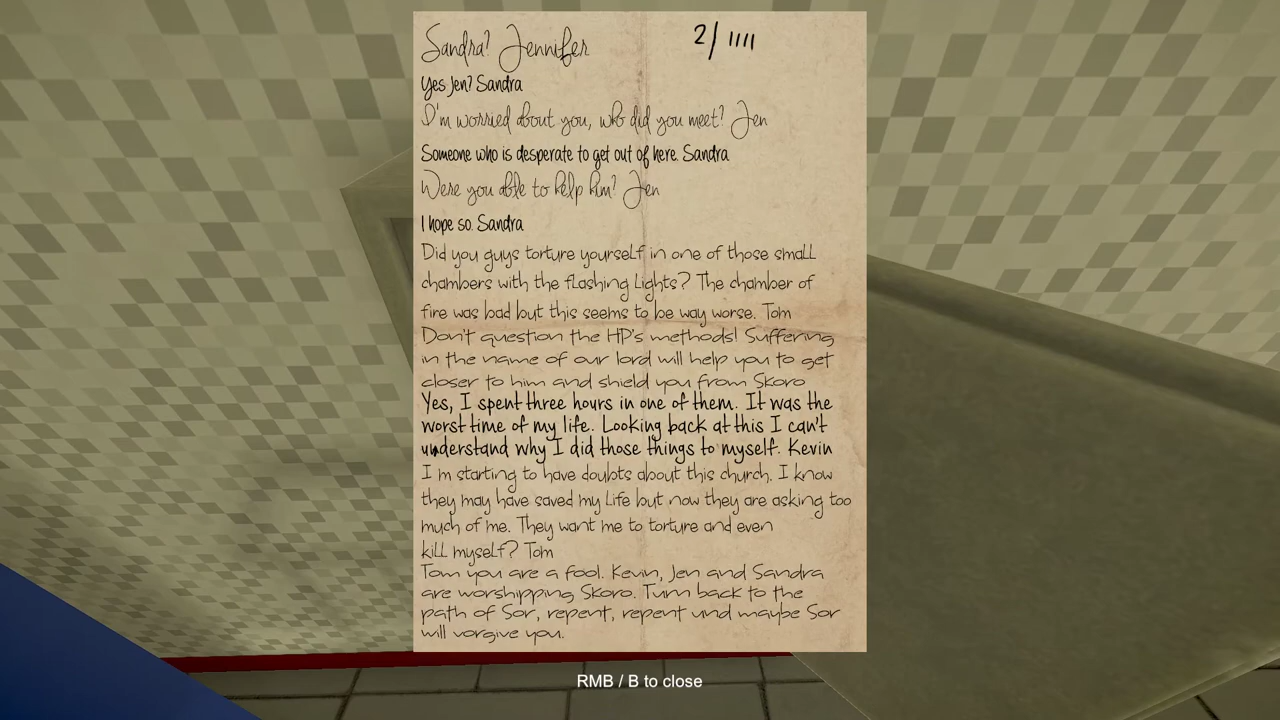 Sandra? Jennifer 2/ IIII
Yes Jen? Sandra
I'm worried about you, who did you meet? Jen
Someone who is desperate to get out of here. Sandra
Were you able to help him? Jen
I hope so. Sandra
Did you guys torture yourself in one of those small
chambers with the flashing Lights? The chamber of
fire was bad but this seems to be way worse. Tom
Don't question the HP's methods! Suffering
in the name of our lord will help you to get
closer to him and shield you from Skoro
Yes, I spent three hours in one of them. It was the
worst time of my life. Looking back at this I can't
understand why I did those things to myself. Kevin
I'm starting to have doubts about this church. I know
they may have saved my Life but now they are asking too
much of me. They want me to torture and even
kill myself? Tom
Tom you are a fool. Kevin, Jen and Sandra
are worshipping Skoro. Turn back to the
path of Sor, repent, repent und maybe Sor
will vorgive you.
RMB / B to close